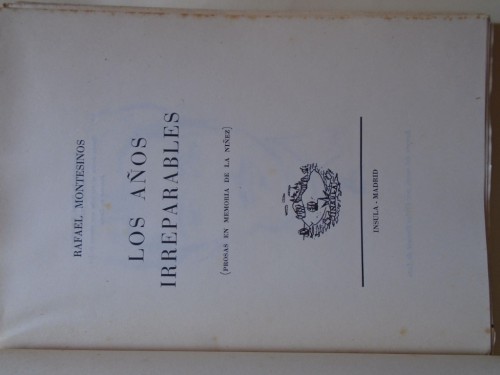 RAFAEL MONTESINOS
LOS AÑOS
IRREPARABLES
(PROSAS EN MEMORIA DE LA NIÑEZ)
INSULA - MADRID